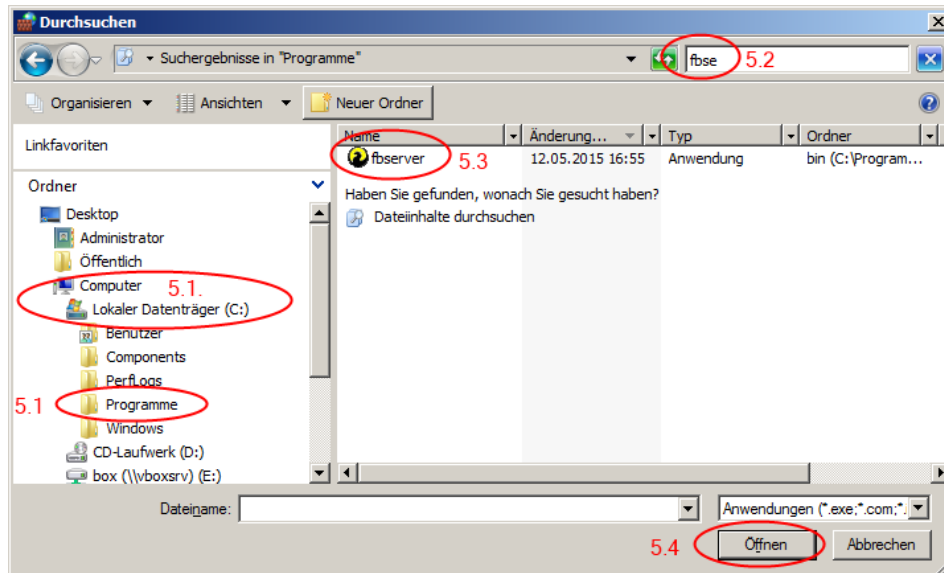 Durchsuchen
Suchergebnisse in "Programme"
fbse
5.2
Organisieren
Ansichten
Neuer Ordner
Linkfavoriten
Ordner
Desktop
Administrator
Öffentlich
Computer
5.1.
Lokaler Datenträger (C:)
Benutzer
Components
PerfLogs
5.1
Programme
Windows
CD-Laufwerk (D:)
box (\\vboxsrv) (E:)
Name Änderung... Typ Ordner
fbserver 5.3 12.05.2015 16:55 Anwendung bin (C:\Program...
Haben Sie gefunden, wonach Sie gesucht haben?
Dateiinhalte durchsuchen
Dateiname:
Anwendungen (*.exe;*.com;*.
5.4
Öffnen
Abbrechen